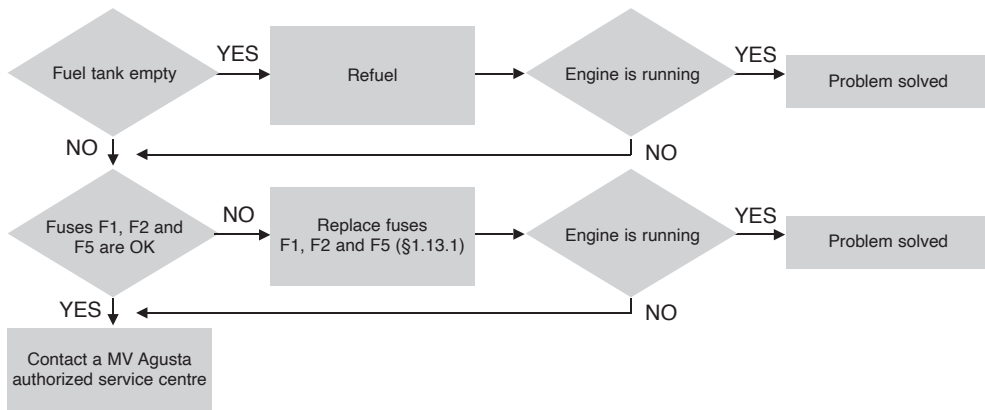 Fuel tank empty
YES
Refuel
Engine is running
YES
Problem solved
NO
NO
Fuses F1, F2 and
F5 are OK
NO
Replace fuses
F1, F2 and F5 (§1.13.1)
Engine is running
YES
Problem solved
YES
NO
Contact a MV Agusta
authorized service centre